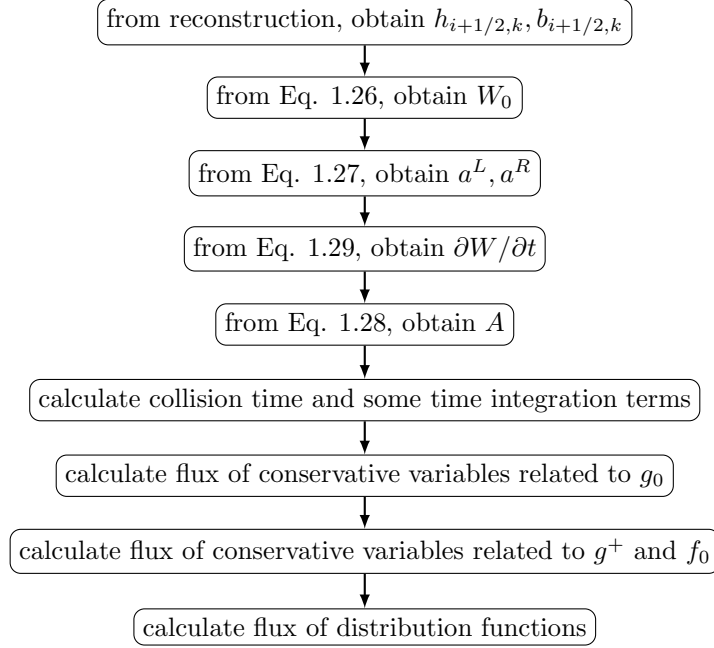 from reconstruction, obtain $h_{i+1/2,k}, b_{i+1/2,k}$
from Eq. 1.26, obtain $W_0$
from Eq. 1.27, obtain $a^L, a^R$
from Eq. 1.29, obtain $\partial W/\partial t$
from Eq. 1.28, obtain $A$
calculate collision time and some time integration terms
calculate flux of conservative variables related to $g_0$
calculate flux of conservative variables related to $g^+$ and $f_0$
calculate flux of distribution functions